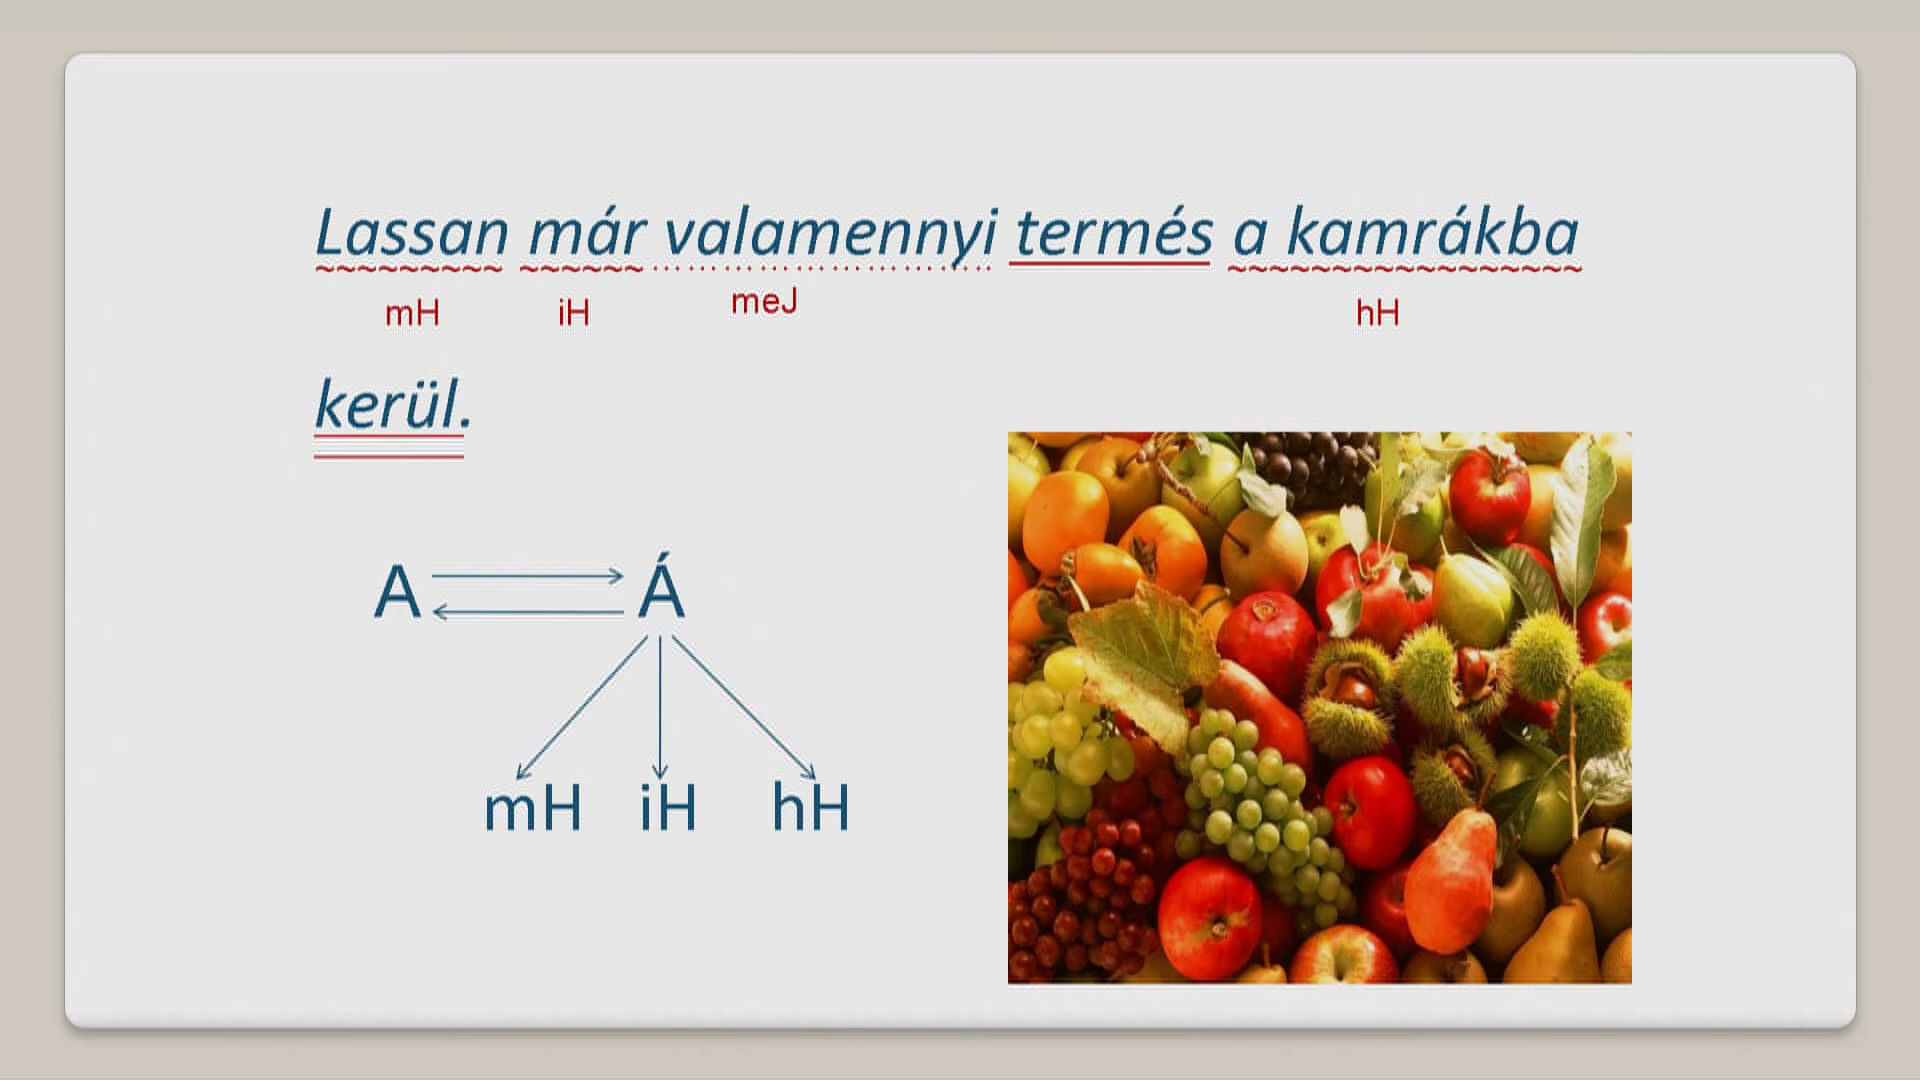 Lassan már valamennyi termés a kamrákba
mH iH meJ hH
kerül.
A Á
mH iH hH